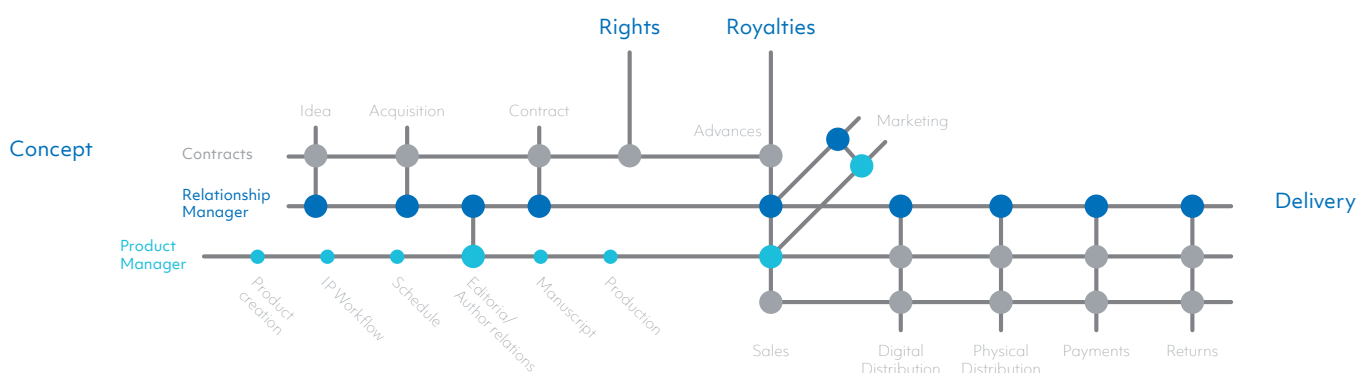 Rights
Royalties
Idea
Acquisition
Contract
Advances
Marketing
Concept
Contracts
Relationship
Manager
Delivery
Product
Manager
Product
creation
IP Workflow
Schedule
Editorial/
Author relations
Manuscript
Production
Sales
Digital
Distribution
Physical
Distribution
Payments
Returns